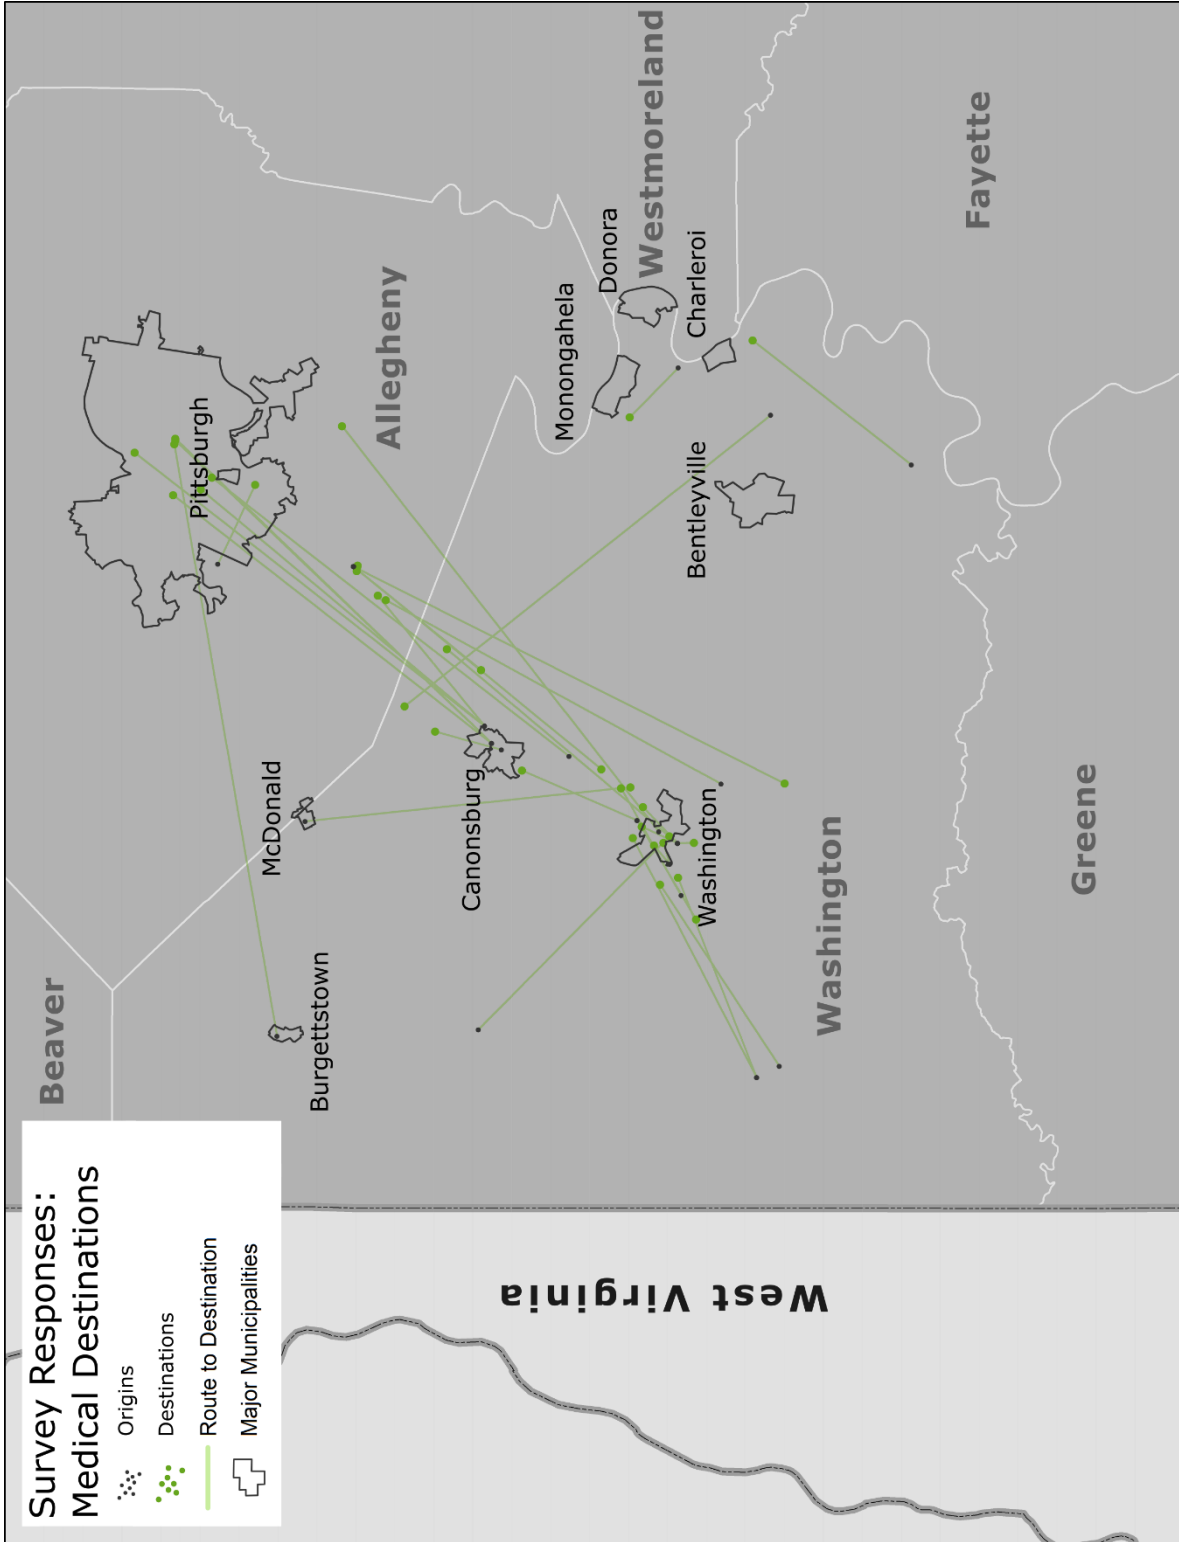 Survey Responses:
Medical Destinations
Origins
Destinations
Route to Destination
Major Municipalities
Beaver
Burgettstown
McDonald
Pittsburgh
Allegheny
Canonsburg
Washington
Washington
Monongahela
Donora
Westmoreland
Charleroi
Bentleyville
Fayette
Greene
West Virginia